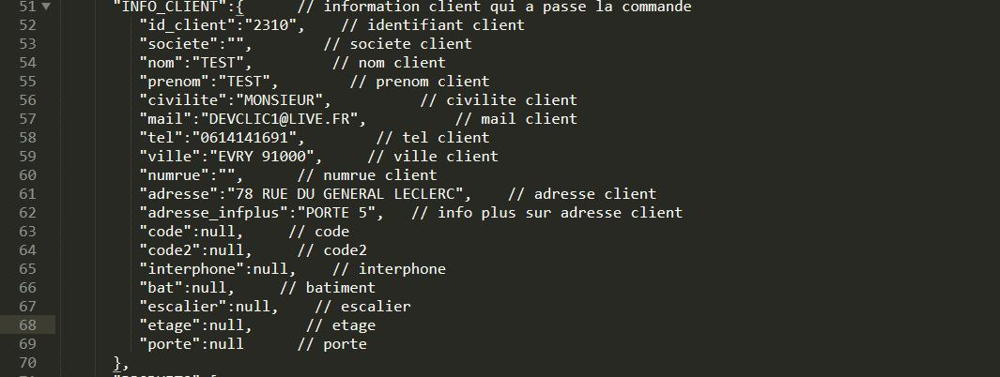 51 "INFO_CLIENT":{ // information client qui a passe la commande
52 "id_client":"2310", // identifiant client
53 "societe":"", // societe client
54 "nom":"TEST", // nom client
55 "prenom":"TEST", // prenom client
56 "civilite":"MONSIEUR", // civilite client
57 "mail":"DEVCLIC1@LIVE.FR", // mail client
58 "tel":"0614141691", // tel client
59 "ville":"EVRY 91000", // ville client
60 "numrue":"", // numrue client
61 "adresse":"78 RUE DU GENERAL LECLERC", // adresse client
62 "adresse_infplus":"PORTE 5", // info plus sur adresse client
63 "code":null, // code
64 "code2":null, // code2
65 "interphone":null, // interphone
66 "bat":null, // batiment
67 "escalier":null, // escalier
68 "etage":null, // etage
69 "porte":null // porte
70 },